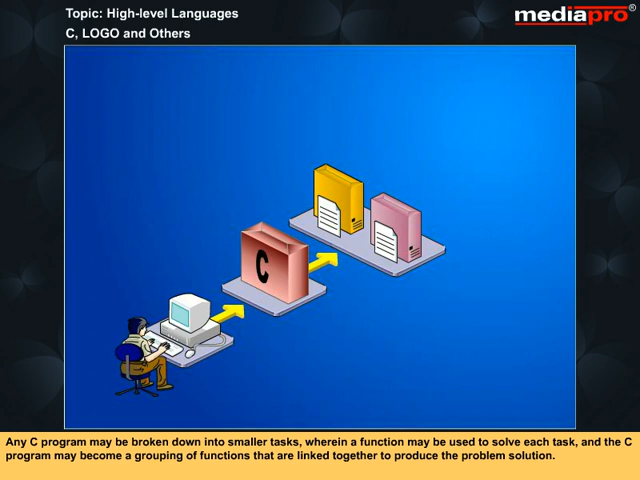 Topic: High-level Languages
mediapro®
C, LOGO and Others
C
Any C program may be broken down into smaller tasks, wherein a function may be used to solve each task, and the C
program may become a grouping of functions that are linked together to produce the problem solution.